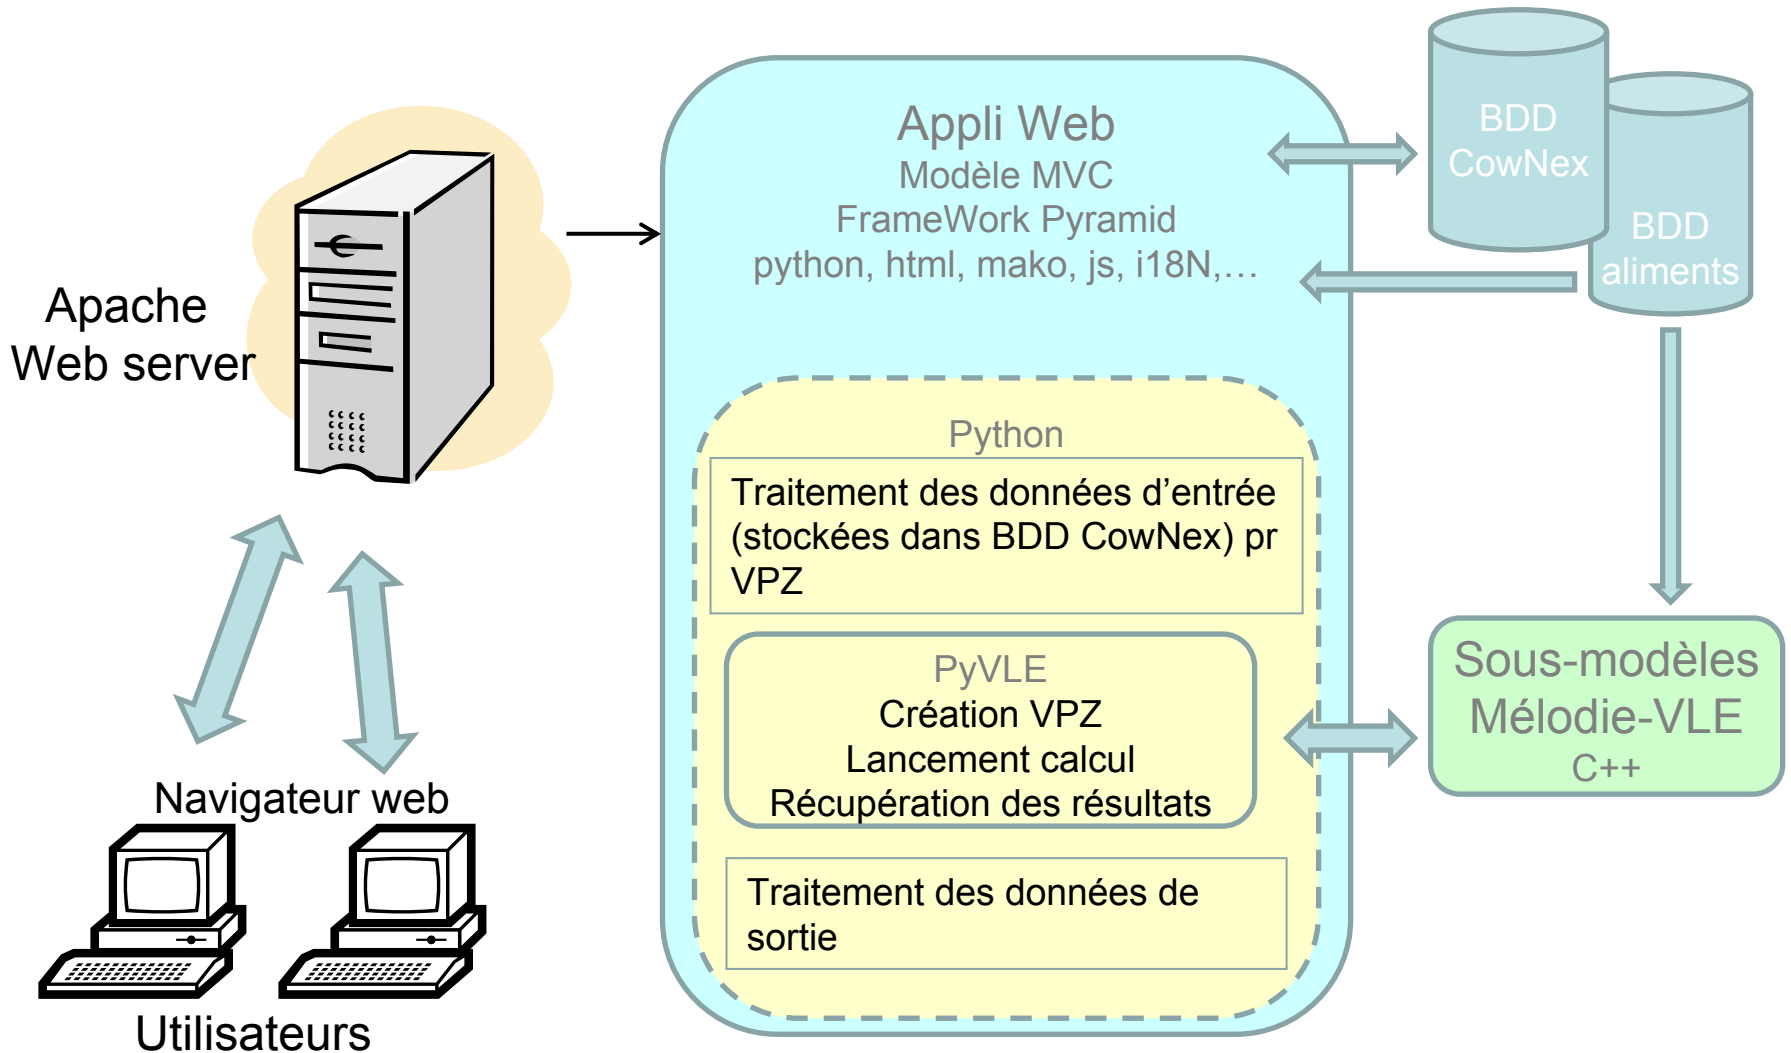 Apache
Web server
Navigateur web
Utilisateurs
Appli Web
Modèle MVC
FrameWork Pyramid
python, html, mako, js, i18N,…
Python
Traitement des données d’entrée
(stockées dans BDD CowNex) pr
VPZ
PyVLE
Création VPZ
Lancement calcul
Récupération des résultats
Traitement des données de
sortie
BDD
CowNex
BDD
aliments
Sous-modèles
Mélodie-VLE
C++